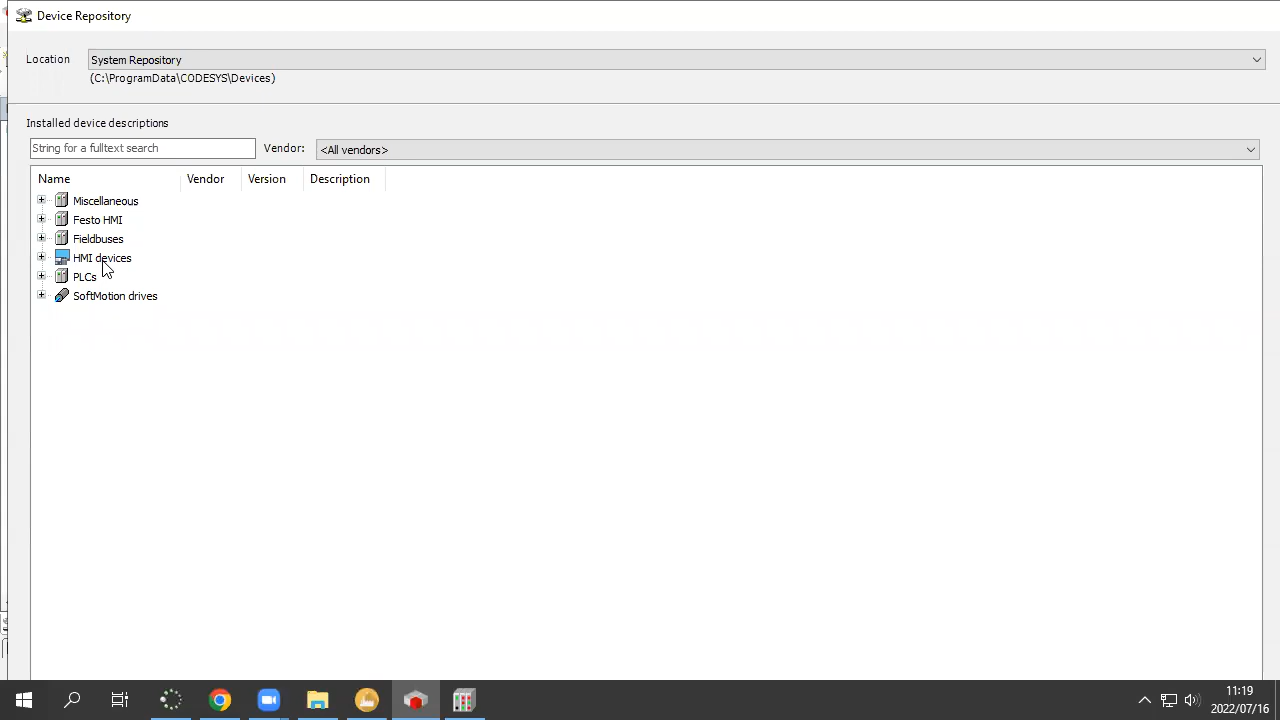 Device Repository
Location System Repository
(C:\ProgramData\CODESYS\Devices)
Installed device descriptions
String for a fulltext search Vendor: <All vendors>
Name Vendor Version Description
Miscellaneous
Festo HMI
Fieldbuses
HMI devices
PLCs
SoftMotion drives
11:19
2022/07/16